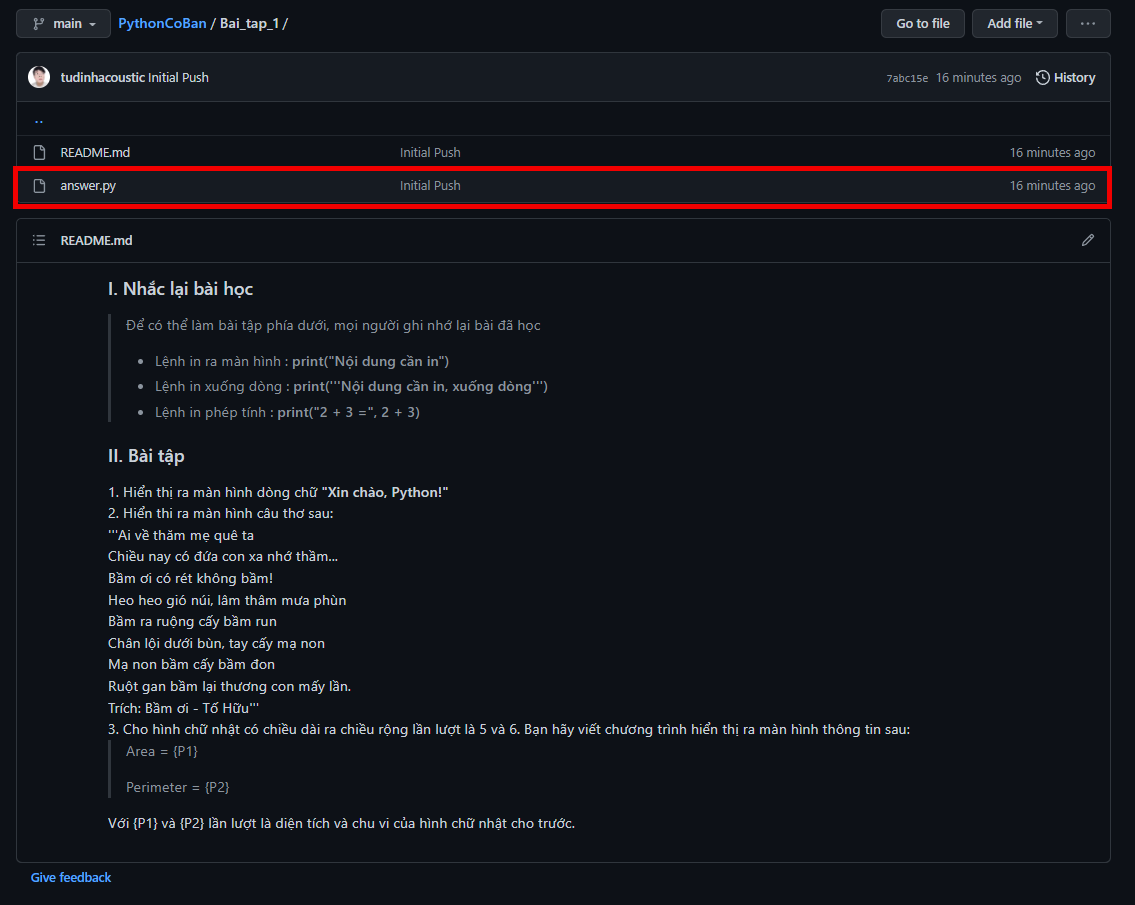 main
PythonCoBan / Bai_tap_1 /
Go to file
Add file
tudinhacoustic Initial Push
7abc15e 16 minutes ago History
..
README.md Initial Push 16 minutes ago
answer.py Initial Push 16 minutes ago
README.md
I. Nhắc lại bài học
Để có thể làm bài tập phía dưới, mọi người ghi nhớ lại bài đã học
• Lệnh in ra màn hình : print("Nội dung cần in")
• Lệnh in xuống dòng : print('''Nội dung cần in, xuống dòng''')
• Lệnh in phép tính : print("2 + 3 =", 2 + 3)
II. Bài tập
1. Hiển thị ra màn hình dòng chữ "Xin chào, Python!"
2. Hiển thi ra màn hình câu thơ sau:
'''Ai về thăm mẹ quê ta
Chiều nay có đứa con xa nhớ thầm...
Bầm ơi có rét không bầm!
Heo heo gió núi, lâm thâm mưa phùn
Bầm ra ruộng cấy bầm run
Chân lội dưới bùn, tay cấy mạ non
Mạ non bầm cấy bầm đon
Ruột gan bầm lại thương con mấy lần.
Trích: Bầm ơi - Tố Hữu'''
3. Cho hình chữ nhật có chiều dài ra chiều rộng lần lượt là 5 và 6. Bạn hãy viết chương trình hiển thị ra màn hình thông tin sau:
Area = {P1}
Perimeter = {P2}
Với {P1} và {P2} lần lượt là diện tích và chu vi của hình chữ nhật cho trước.
Give feedback